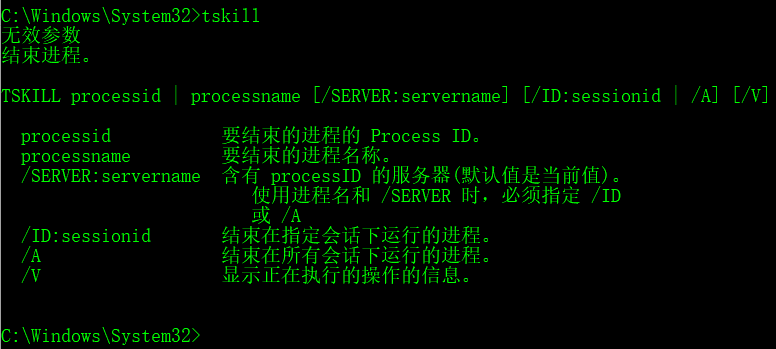 C:\Windows\System32>tskill
无效参数
结束进程。
TSKILL processid | processname [/SERVER:servername] [/ID:sessionid | /A] [/V]
processid 要结束的进程的 Process ID。
processname 要结束的进程名称。
/SERVER:servername 含有 processID 的服务器(默认值是当前值)。
使用进程名和 /SERVER 时，必须指定 /ID
或 /A
/ID:sessionid 结束在指定会话下运行的进程。
/A 结束在所有会话下运行的进程。
/V 显示正在执行的操作的信息。
C:\Windows\System32>